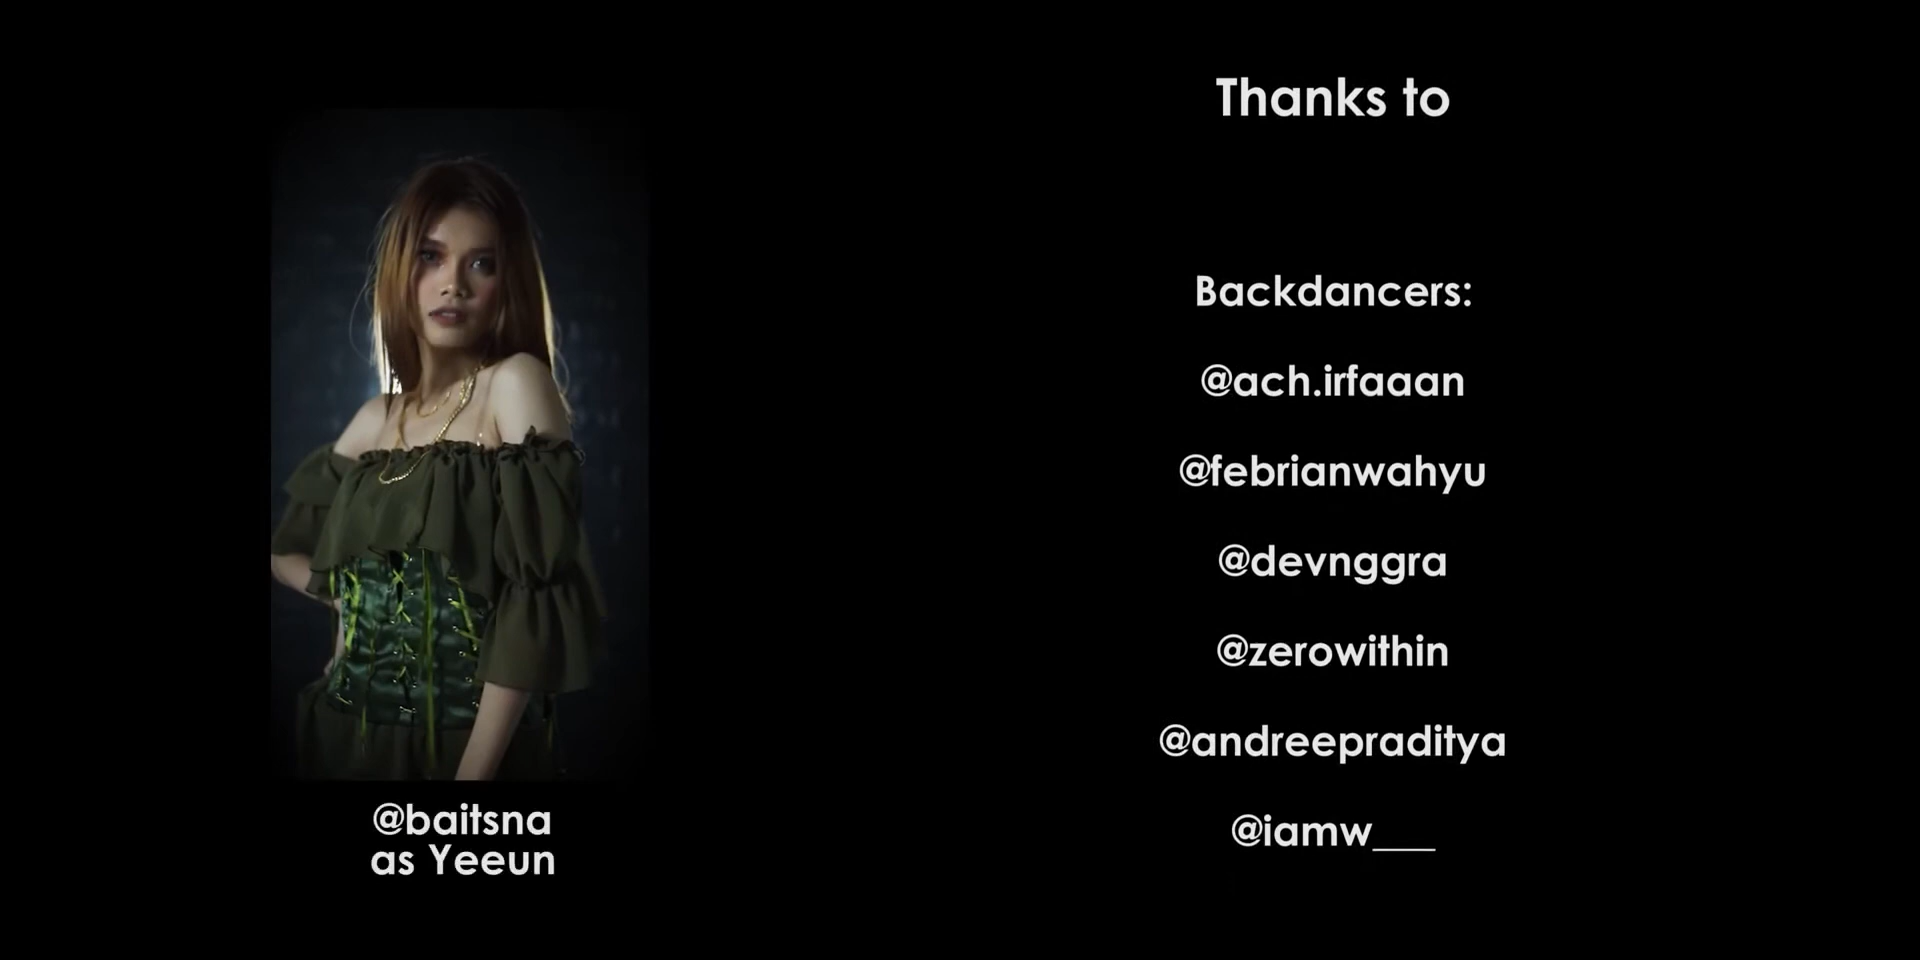 @baitsna
as Yeeun
Thanks to
Backdancers:
@ach.irfaaan
@febrianwahyu
@devnggra
@zerowithin
@andreepraditya
@iamw___